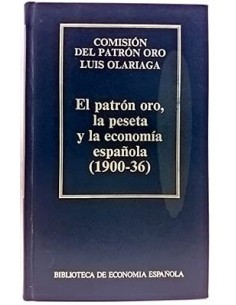 COMISIÓN
DEL PATRÓN ORO
LUIS OLARIAGA
El patrón oro,
la peseta
y la economía
española
(1900-36)
BIBLIOTECA DE ECONOMIA ESPAÑOLA